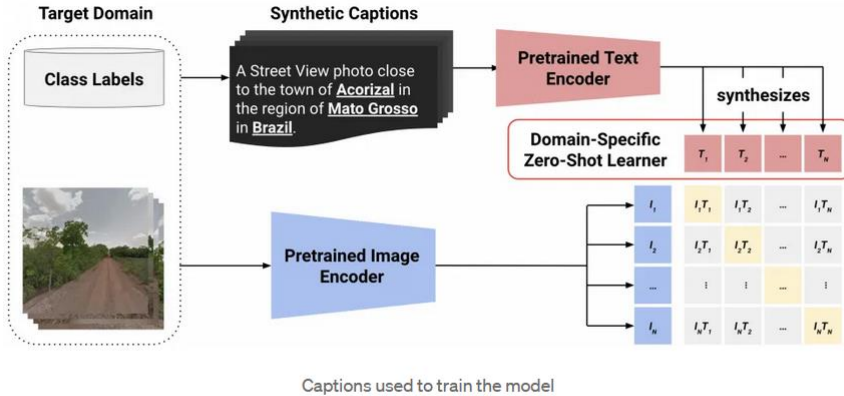 Target Domain
Synthetic Captions
Class Labels
A Street View photo close
to the town of Acorizal in
the region of Mato Grosso
in Brazil.
Pretrained Text
Encoder
synthesizes
Domain-Specific
Zero-Shot Learner
T1 T2 ... TN
Pretrained Image
Encoder
I1 I1T1 I1T2 ... I1TN
I2 I2T1 I2T2 ... I2TN
... ⋮ ⋮ ... ⋮
IN INT1 INT2 ... INTN
Captions used to train the model